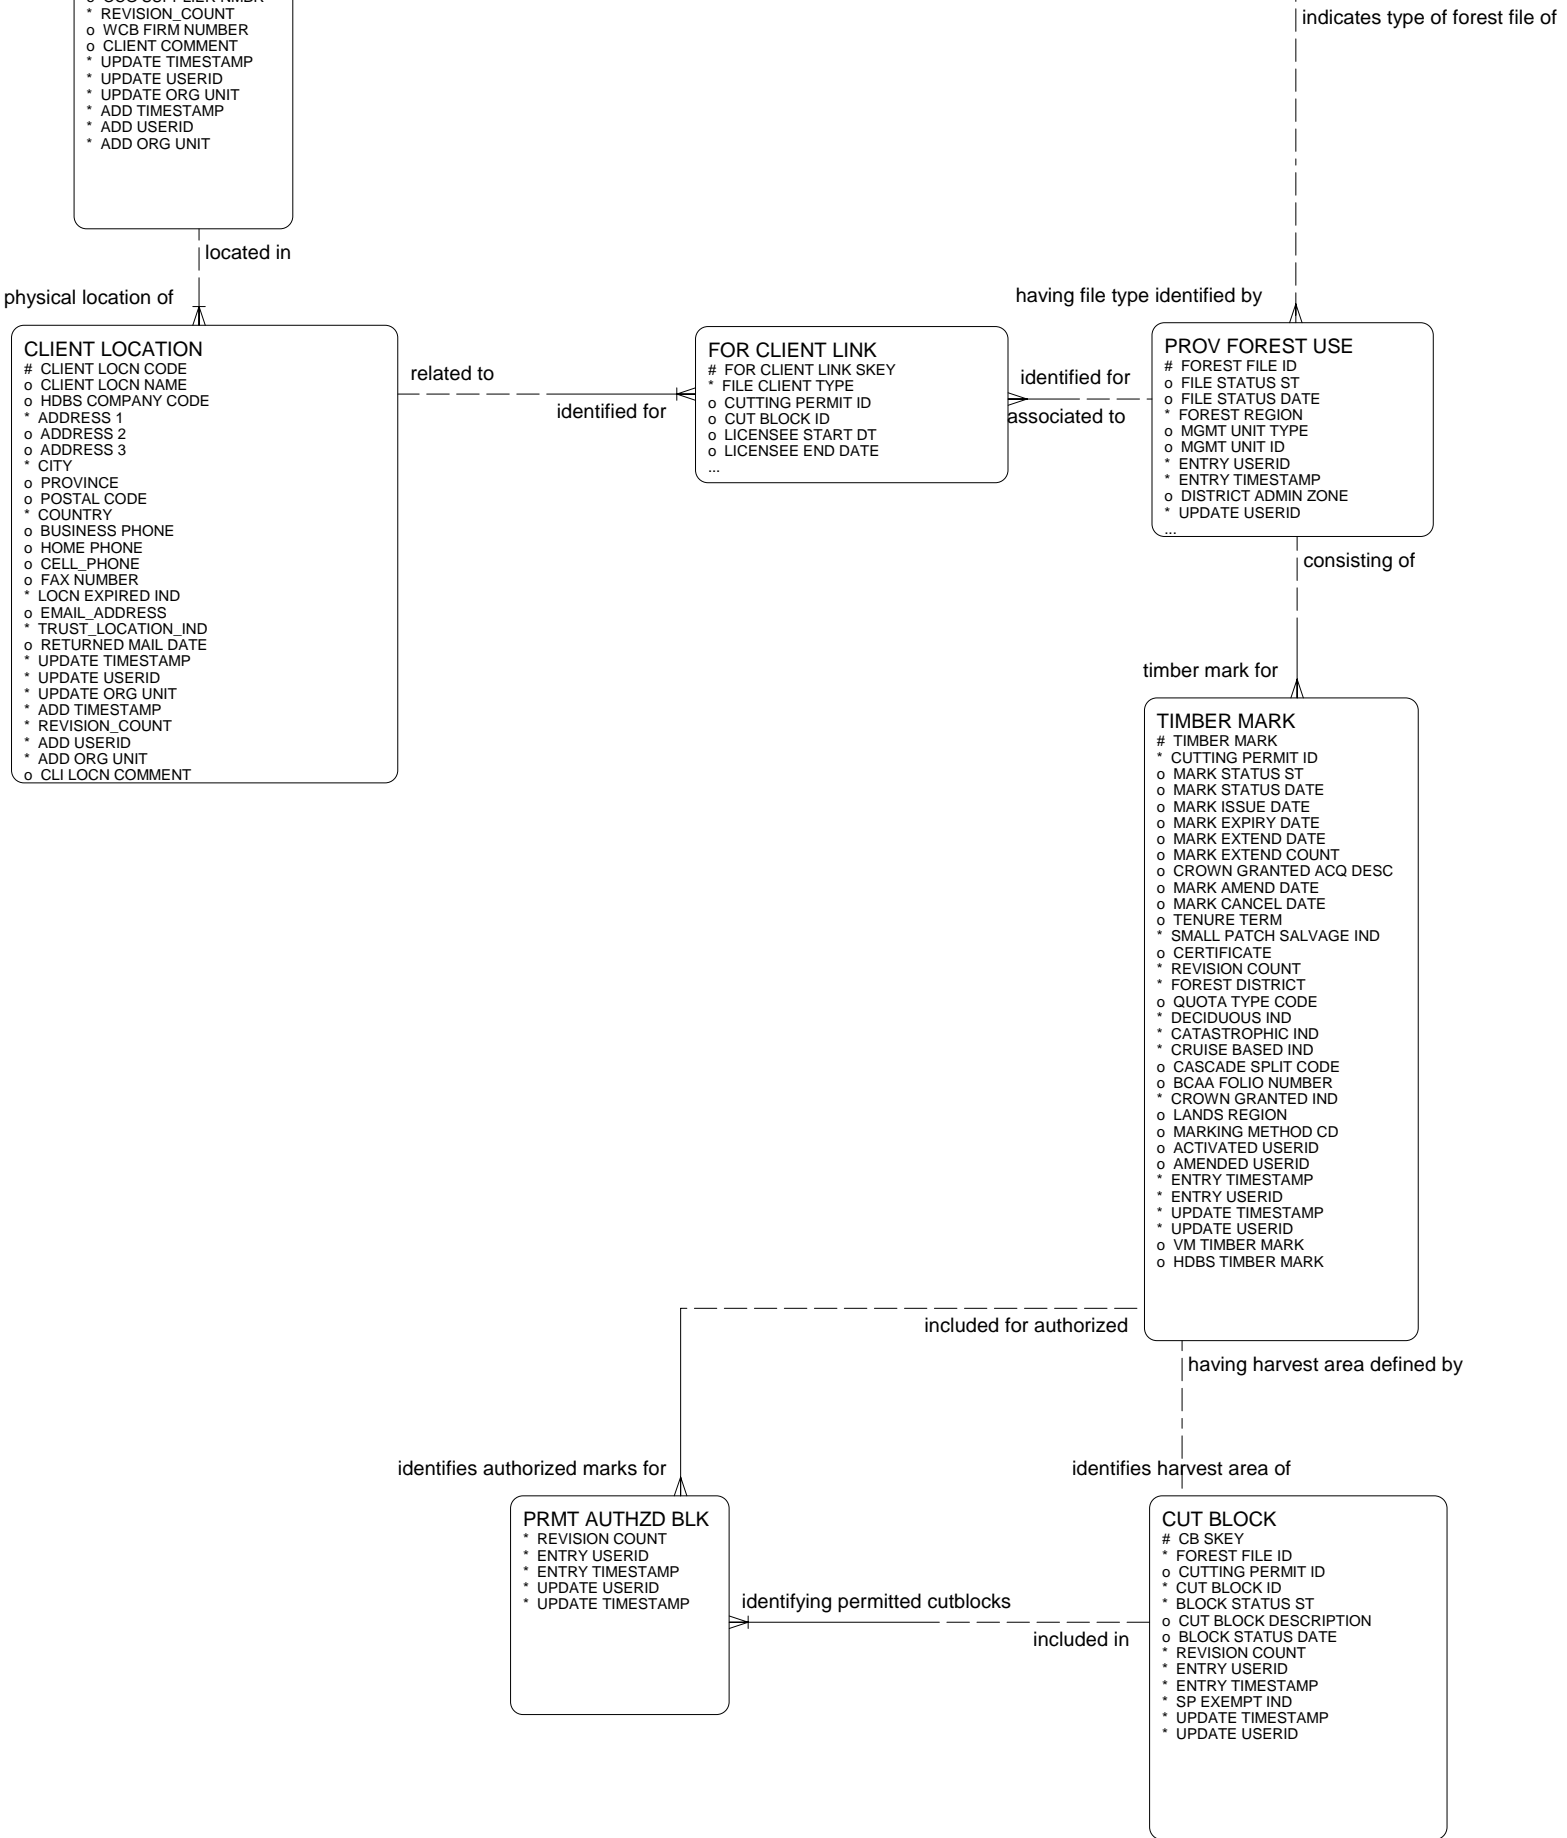 * REVISION_COUNT
o WCB FIRM NUMBER
o CLIENT COMMENT
* UPDATE TIMESTAMP
* UPDATE USERID
* UPDATE ORG UNIT
* ADD TIMESTAMP
* ADD USERID
* ADD ORG UNIT
indicates type of forest file of
located in
physical location of
CLIENT LOCATION
# CLIENT LOCN CODE
o CLIENT LOCN NAME
o HDBS COMPANY CODE
* ADDRESS 1
o ADDRESS 2
o ADDRESS 3
* CITY
o PROVINCE
o POSTAL CODE
* COUNTRY
o BUSINESS PHONE
o HOME PHONE
o CELL_PHONE
o FAX NUMBER
* LOCN EXPIRED IND
o EMAIL_ADDRESS
* TRUST_LOCATION_IND
o RETURNED MAIL DATE
* UPDATE TIMESTAMP
* UPDATE USERID
* UPDATE ORG UNIT
* ADD TIMESTAMP
* REVISION_COUNT
* ADD USERID
* ADD ORG UNIT
o CLI LOCN COMMENT
related to
identified for
FOR CLIENT LINK
# FOR CLIENT LINK SKEY
* FILE CLIENT TYPE
o CUTTING PERMIT ID
o CUT BLOCK ID
o LICENSEE START DT
o LICENSEE END DATE
...
identified for
associated to
having file type identified by
PROV FOREST USE
# FOREST FILE ID
o FILE STATUS ST
o FILE STATUS DATE
* FOREST REGION
o MGMT UNIT TYPE
o MGMT UNIT ID
* ENTRY USERID
* ENTRY TIMESTAMP
o DISTRICT ADMIN ZONE
* UPDATE USERID
...
consisting of
timber mark for
TIMBER MARK
# TIMBER MARK
* CUTTING PERMIT ID
o MARK STATUS ST
o MARK STATUS DATE
o MARK ISSUE DATE
o MARK EXPIRY DATE
o MARK EXTEND DATE
o MARK EXTEND COUNT
o CROWN GRANTED ACQ DESC
o MARK AMEND DATE
o MARK CANCEL DATE
o TENURE TERM
* SMALL PATCH SALVAGE IND
o CERTIFICATE
* REVISION COUNT
* FOREST DISTRICT
o QUOTA TYPE CODE
* DECIDUOUS IND
* CATASTROPHIC IND
* CRUISE BASED IND
o CASCADE SPLIT CODE
o BCAA FOLIO NUMBER
* CROWN GRANTED IND
o LANDS REGION
o MARKING METHOD CD
o ACTIVATED USERID
o AMENDED USERID
* ENTRY TIMESTAMP
* ENTRY USERID
* UPDATE TIMESTAMP
* UPDATE USERID
o VM TIMBER MARK
o HDBS TIMBER MARK
included for authorized
having harvest area defined by
identifies authorized marks for
identifies harvest area of
PRMT AUTHZD BLK
* REVISION COUNT
* ENTRY USERID
* ENTRY TIMESTAMP
* UPDATE USERID
* UPDATE TIMESTAMP
identifying permitted cutblocks
included in
CUT BLOCK
# CB SKEY
* FOREST FILE ID
o CUTTING PERMIT ID
* CUT BLOCK ID
* BLOCK STATUS ST
o CUT BLOCK DESCRIPTION
o BLOCK STATUS DATE
* REVISION COUNT
* ENTRY USERID
* ENTRY TIMESTAMP
* SP EXEMPT IND
* UPDATE TIMESTAMP
* UPDATE USERID